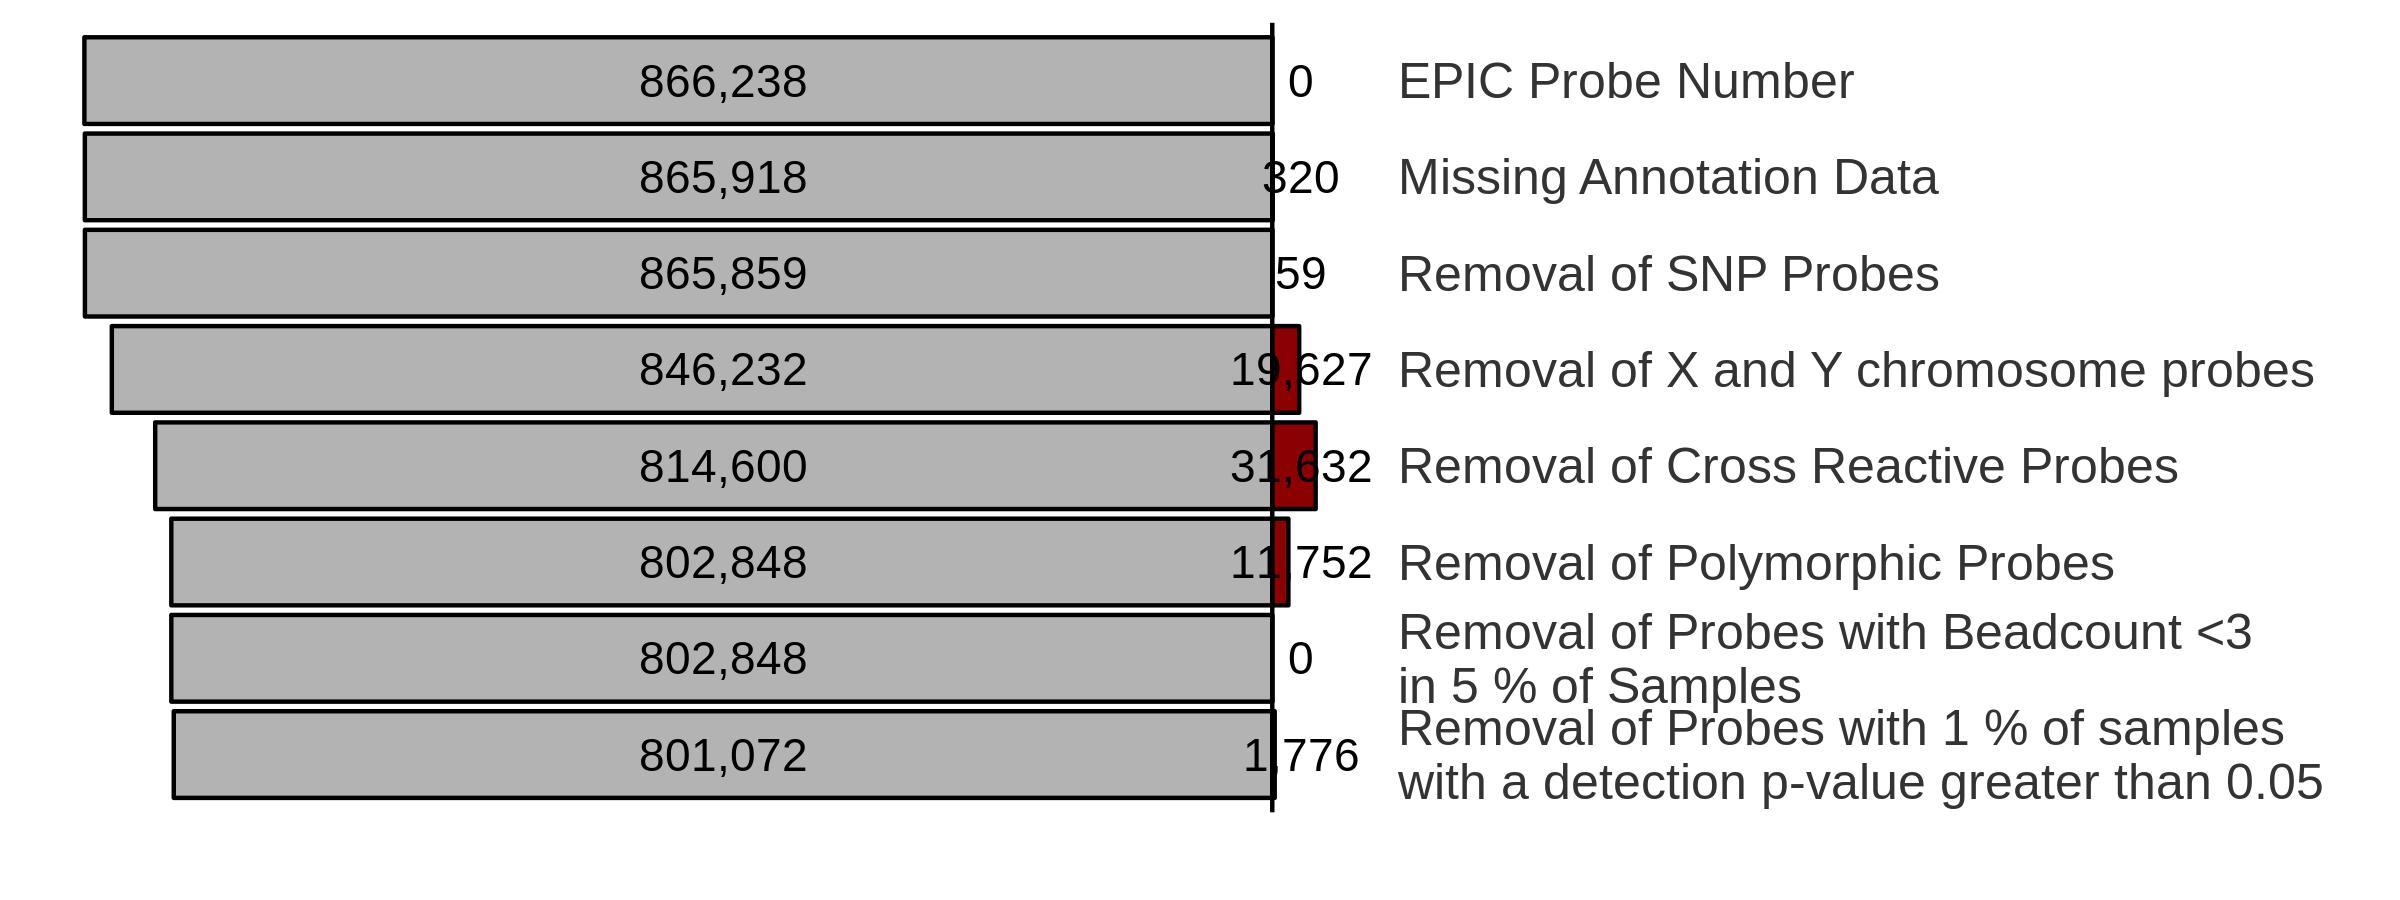 866,238 0 EPIC Probe Number
865,918 320 Missing Annotation Data
865,859 59 Removal of SNP Probes
846,232 19,627 Removal of X and Y chromosome probes
814,600 31,632 Removal of Cross Reactive Probes
802,848 11,752 Removal of Polymorphic Probes
802,848 0 Removal of Probes with Beadcount <3
in 5 % of Samples
801,072 1,776 Removal of Probes with 1 % of samples
with a detection p-value greater than 0.05